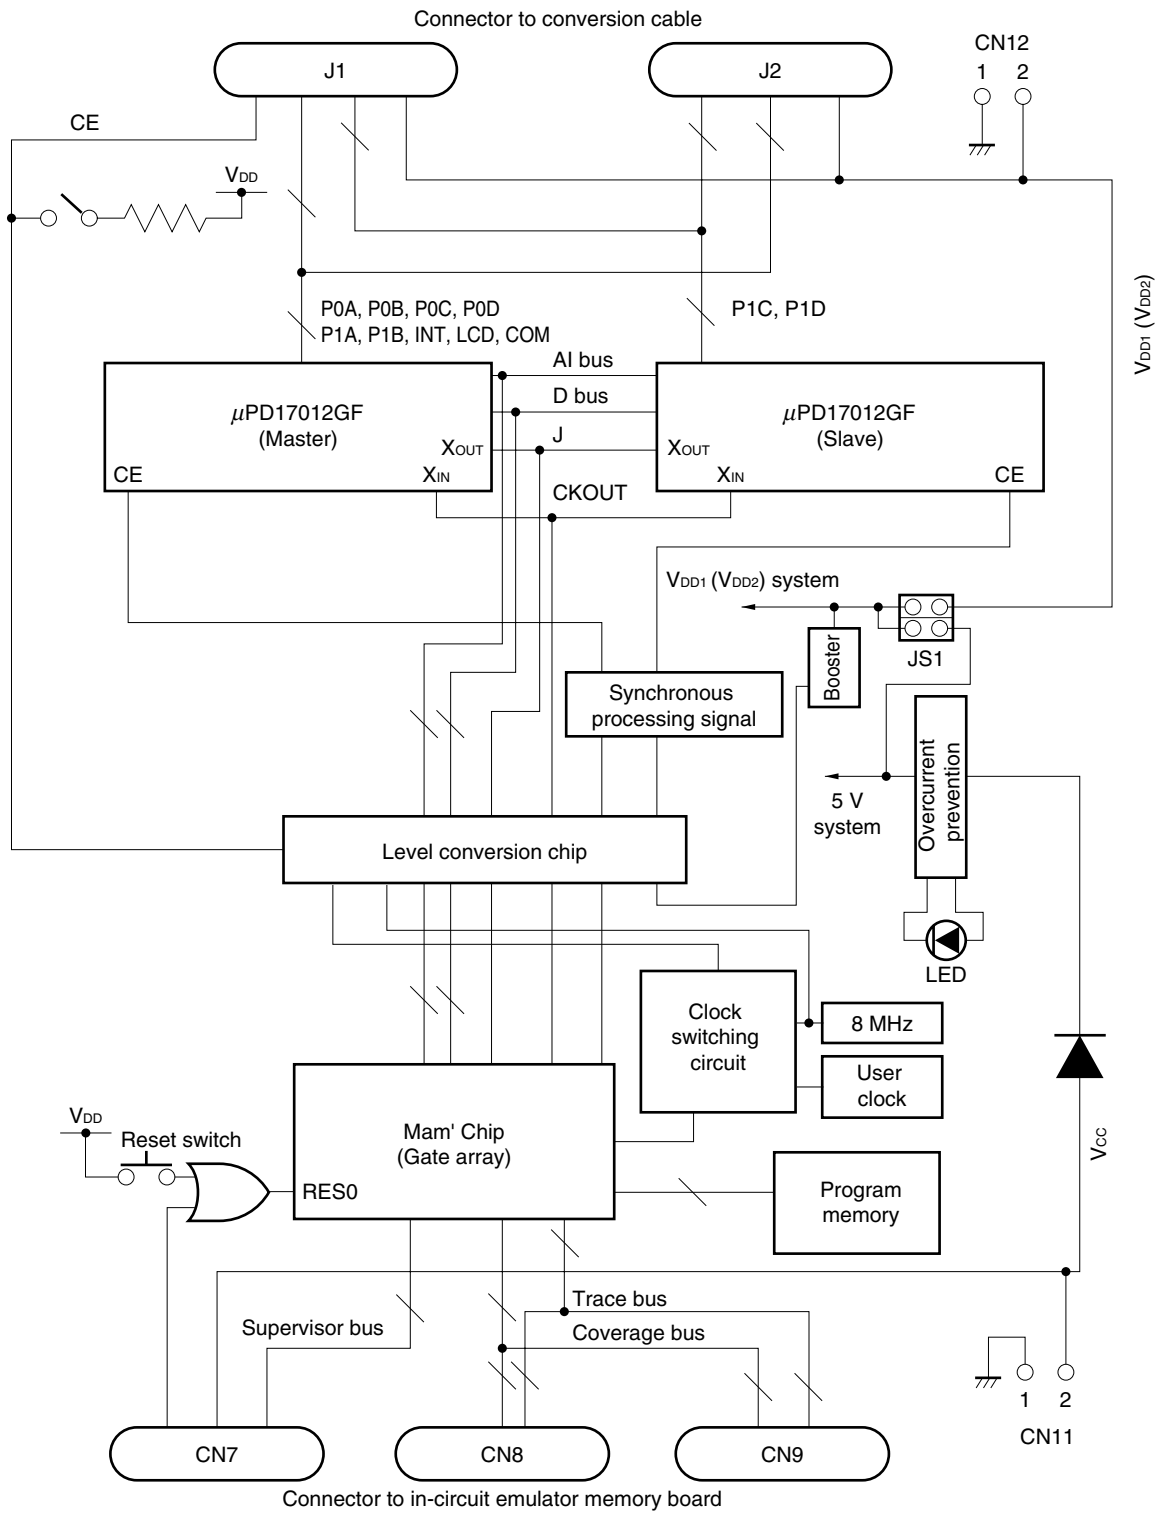 Connector to conversion cable
J1
J2
CN12
1 2
CE
VDD
P0A, P0B, P0C, P0D
P1A, P1B, INT, LCD, COM
P1C, P1D
VDD1 (VDD2)
AI bus
D bus
J
μPD17012GF
(Master)
XOUT
XIN
CE
μPD17012GF
(Slave)
XOUT
XIN
CE
CKOUT
VDD1 (VDD2) system
JS1
Booster
Synchronous
processing signal
Overcurrent
prevention
5 V
system
Level conversion chip
LED
Clock
switching
circuit
8 MHz
User
clock
VDD
Reset switch
Mam' Chip
(Gate array)
RES0
Program
memory
VCC
Trace bus
Supervisor bus
Coverage bus
1 2
CN11
CN7
CN8
CN9
Connector to in-circuit emulator memory board